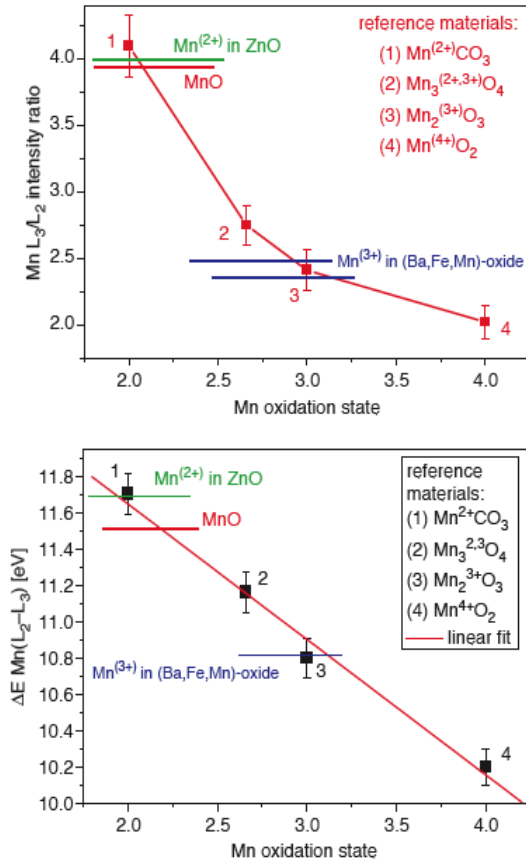 reference materials:
(1) Mn⁽²⁺⁾CO₃
(2) Mn₃⁽²⁺,³⁺⁾O₄
(3) Mn₂⁽³⁺⁾O₃
(4) Mn⁽⁴⁺⁾O₂
1
Mn⁽²⁺⁾ in ZnO
MnO
2
Mn⁽³⁺⁾ in (Ba,Fe,Mn)-oxide
3
4
Mn L₃/L₂ intensity ratio
4.0
3.75
3.0
2.5
2.0
2.0 2.5 3.0 3.5 4.0
Mn oxidation state
reference
materials:
(1) Mn²⁺CO₃
(2) Mn₃²,³O₄
(3) Mn₂³⁺O₃
(4) Mn⁴⁺O₂
linear fit
1
Mn⁽²⁺⁾ in ZnO
MnO
2
Mn⁽³⁺⁾ in (Ba,Fe,Mn)-oxide
3
4
ΔE Mn(L₂–L₃) [eV]
11.8
11.6
11.4
11.2
11.0
10.8
10.6
10.4
10.2
10.0
2.0 2.5 3.0 3.5 4.0
Mn oxidation state